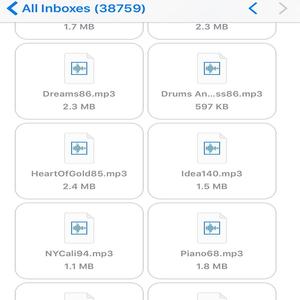 All Inboxes (38759)
1.7 MB
2.3 MB
Dreams86.mp3
2.3 MB
Drums An...ss86.mp3
597 KB
HeartOfGold85.mp3
2.4 MB
Idea140.mp3
1.5 MB
NYCali94.mp3
1.1 MB
Piano68.mp3
1.8 MB